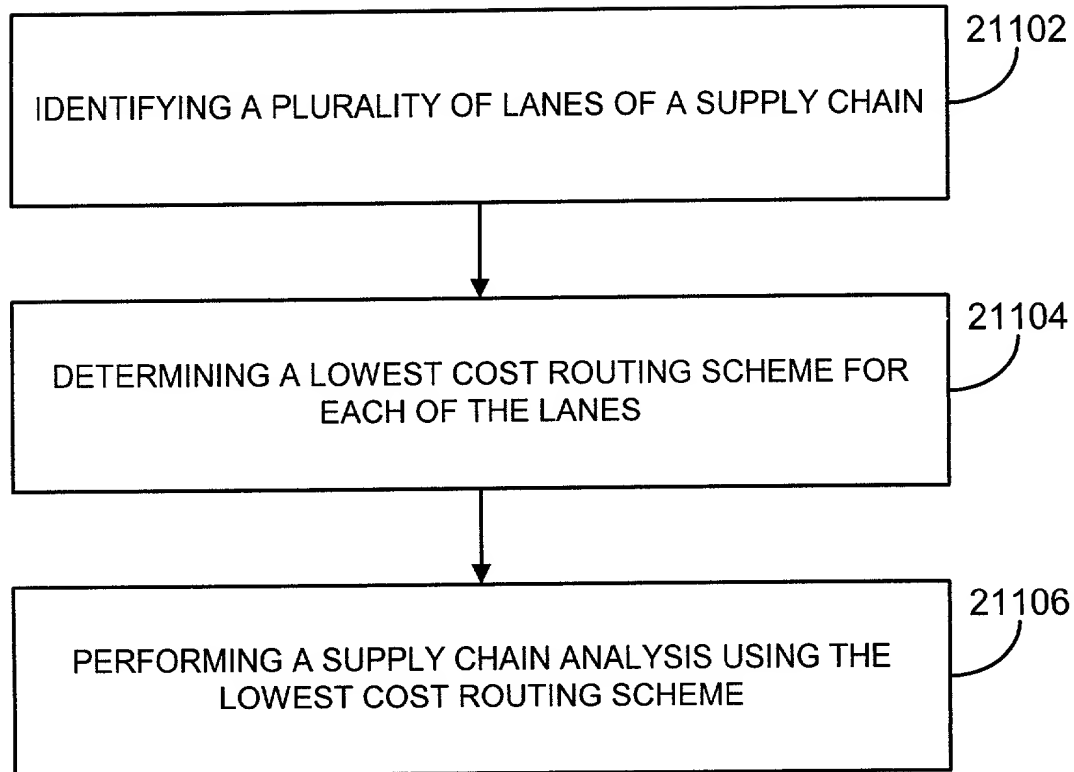 21102
IDENTIFYING A PLURALITY OF LANES OF A SUPPLY CHAIN
21104
DETERMINING A LOWEST COST ROUTING SCHEME FOR
EACH OF THE LANES
21106
PERFORMING A SUPPLY CHAIN ANALYSIS USING THE
LOWEST COST ROUTING SCHEME